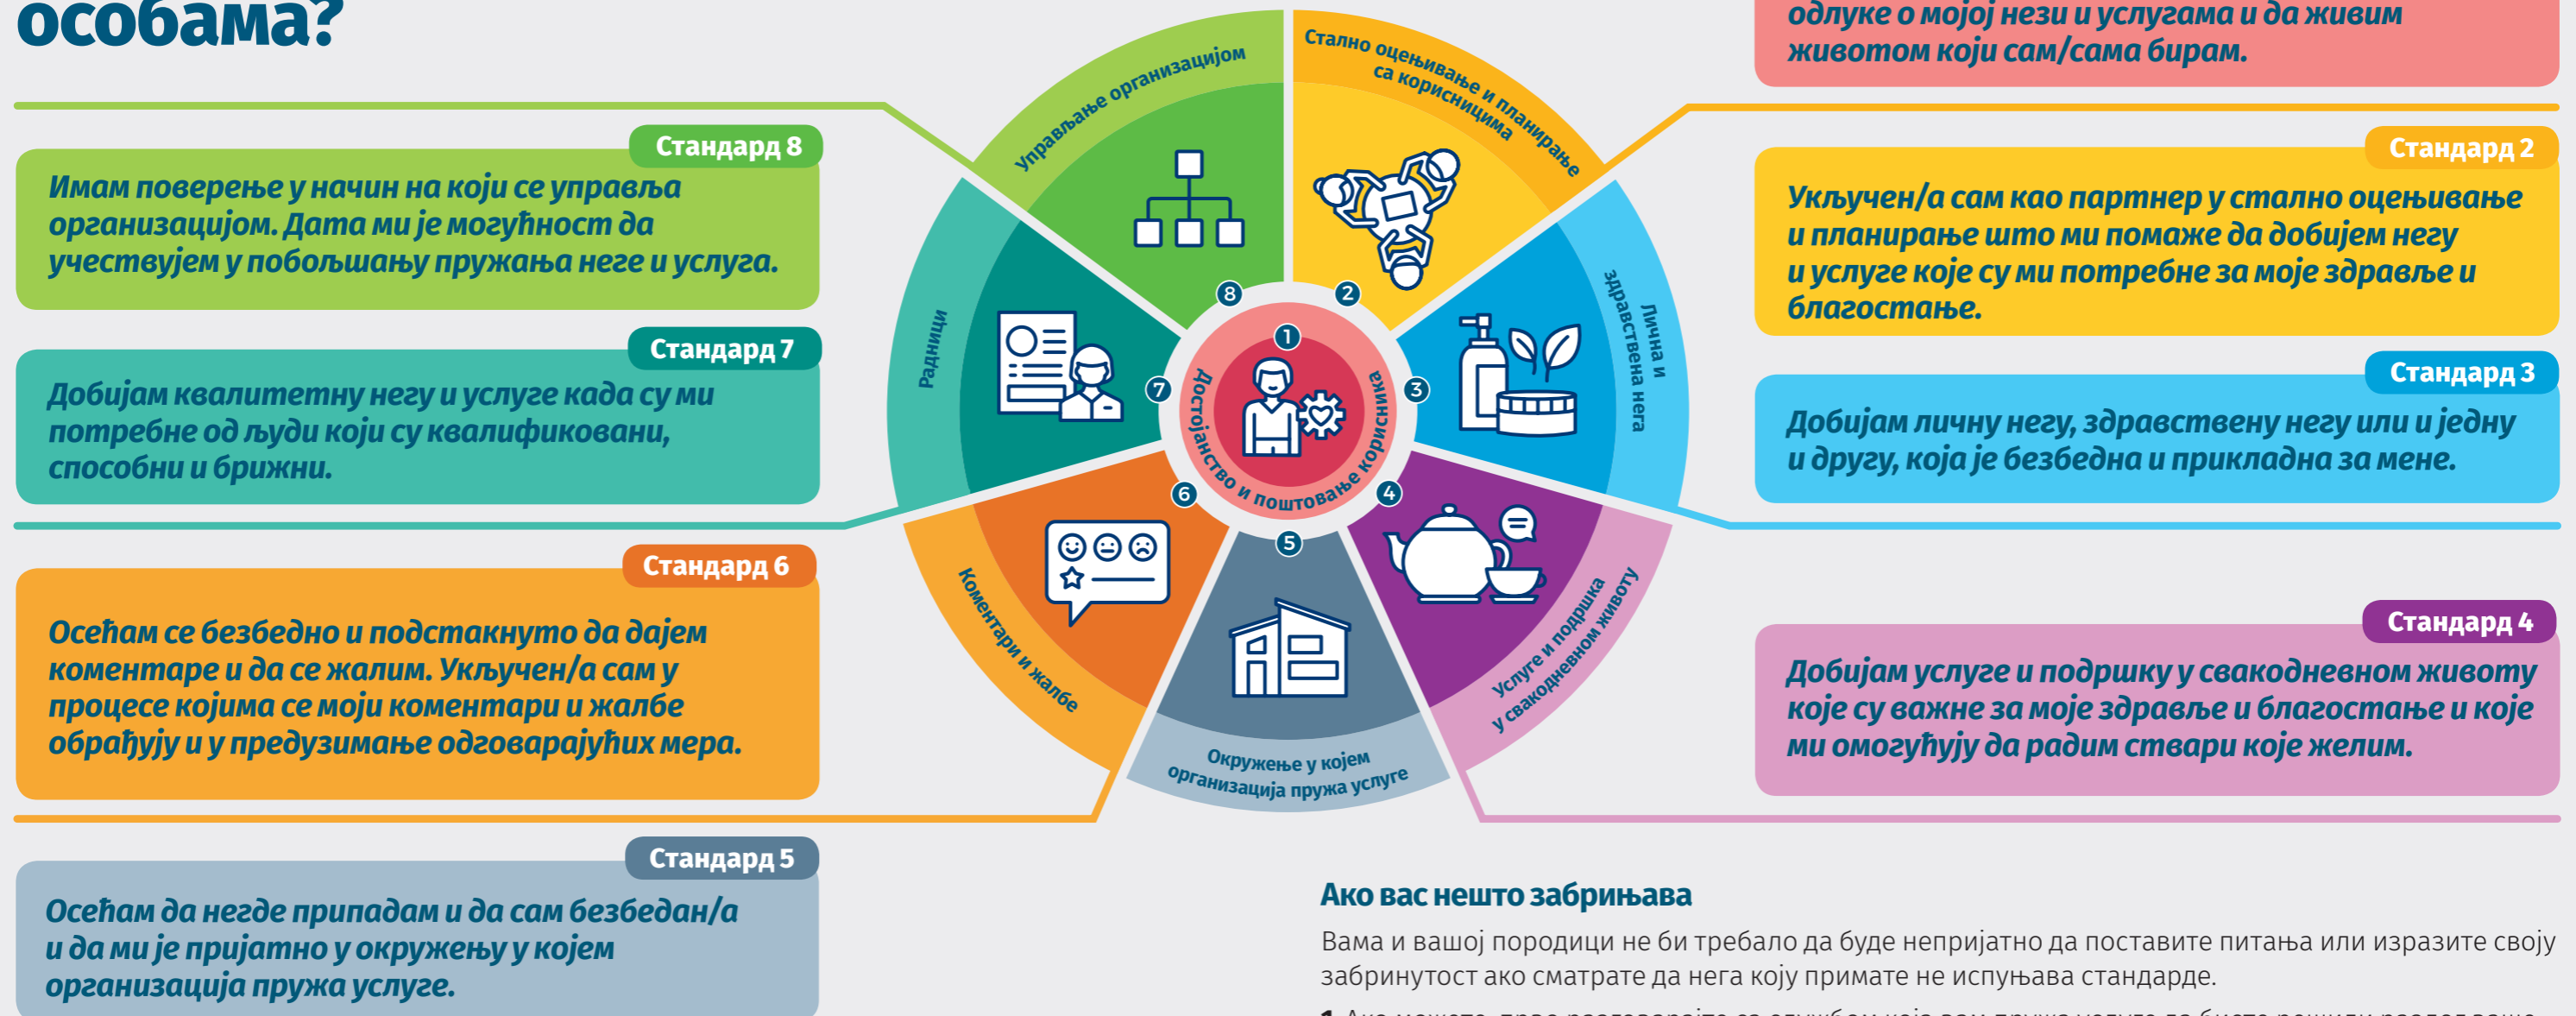 особама?
одлуке о мојој нези и услугама и да живим
животом који сам/сама бирам.
Управљање организацијом
Стално оцењивање и планирање
са корисницима
Лична и
здравствена нега
Услуге и подршка
у свакодневном животу
Окружење у којем
организација пружа услуге
Коментари и жалбе
Радници
Достојанство и поштовање корисника
1
2
3
4
5
6
7
8
Стандард 8
Имам поверење у начин на који се управља
организацијом. Дата ми је могућност да
учествујем у побољшању пружања неге и услуга.
Стандард 7
Добијам квалитетну негу и услуге када су ми
потребне од људи који су квалификовани,
способни и брижни.
Стандард 6
Осећам се безбедно и подстакнуто да дајем
коментаре и да се жалим. Укључен/а сам у
процесе којима се моји коментари и жалбе
обрађују и у предузимање одговарајућих мера.
Стандард 5
Осећам да негде припадам и да сам безбедан/а
и да ми је пријатно у окружењу у којем
организација пружа услуге.
Стандард 2
Укључен/а сам као партнер у стално оцењивање
и планирање што ми помаже да добијем негу
и услуге које су ми потребне за моје здравље и
благостање.
Стандард 3
Добијам личну негу, здравствену негу или и једну
и другу, која је безбедна и прикладна за мене.
Стандард 4
Добијам услуге и подршку у свакодневном животу
које су важне за моје здравље и благостање и које
ми омогућују да радим ствари које желим.
Ако вас нешто забрињава
Вама и вашој породици не би требало да буде непријатно да поставите питања или изразите своју
забринутост ако сматрате да нега коју примате не испуњава стандарде.